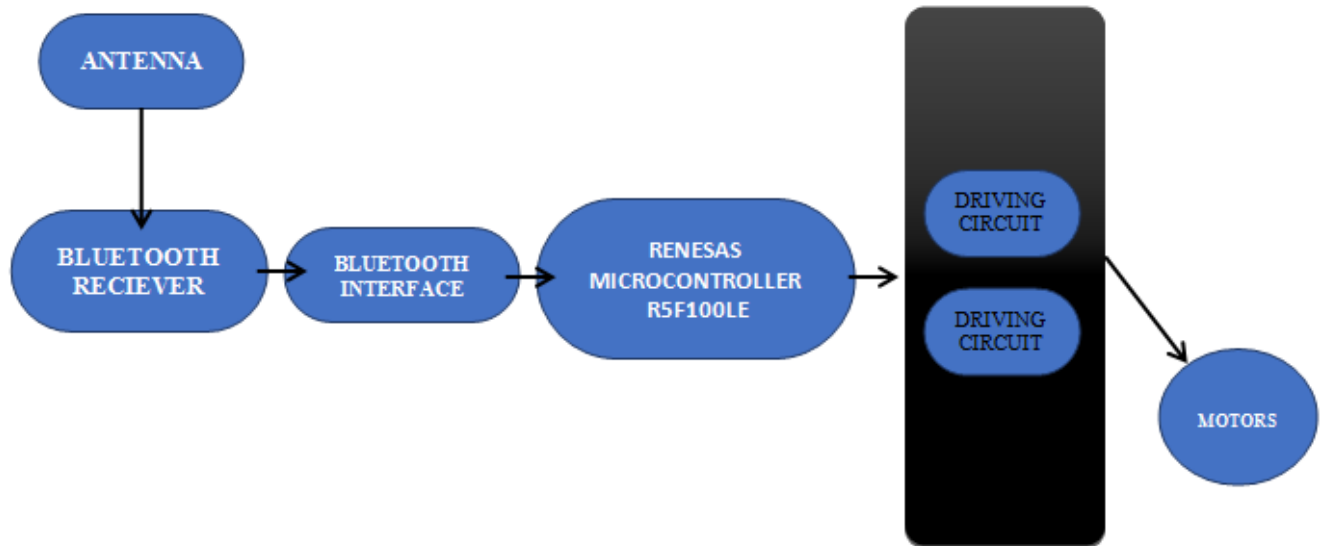 ANTENNA
BLUETOOTH
RECIEVER
BLUETOOTH
INTERFACE
RENESAS
MICROCONTROLLER
R5F100LE
DRIVING
CIRCUIT
DRIVING
CIRCUIT
MOTORS